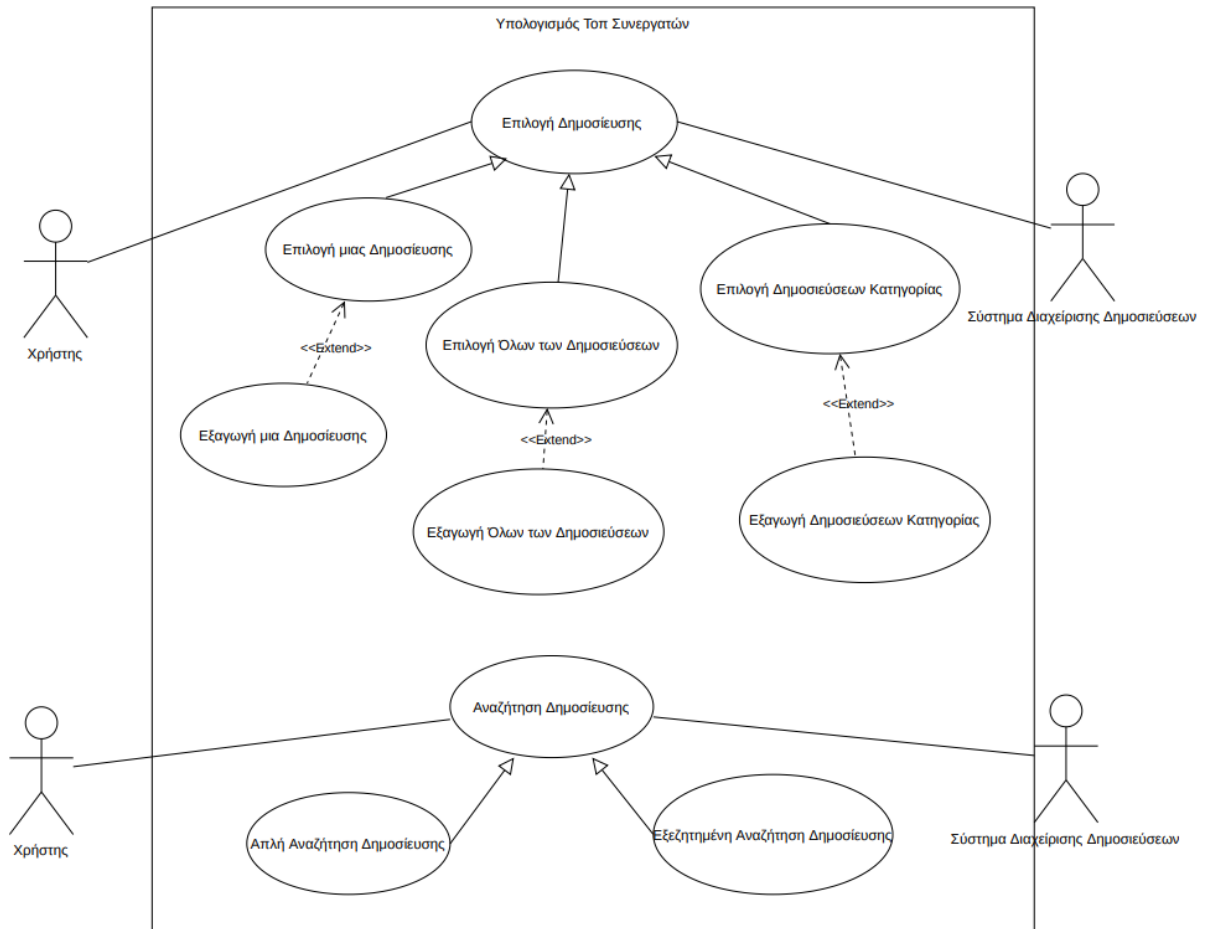 Υπολογισμός Τοπ Συνεργατών
Επιλογή Δημοσίευσης
Επιλογή μιας Δημοσίευσης
Επιλογή Δημοσιεύσεων Κατηγορίας
Σύστημα Διαχείρισης Δημοσιεύσεων
Χρήστης
<<Extend>>
Επιλογή Όλων των Δημοσιεύσεων
<<Extend>>
Εξαγωγή μια Δημοσίευσης
<<Extend>>
Εξαγωγή Όλων των Δημοσιεύσεων
Εξαγωγή Δημοσιεύσεων Κατηγορίας
Αναζήτηση Δημοσίευσης
Χρήστης
Απλή Αναζήτηση Δημοσίευσης
Εξεζητημένη Αναζήτηση Δημοσίευσης
Σύστημα Διαχείρισης Δημοσιεύσεων